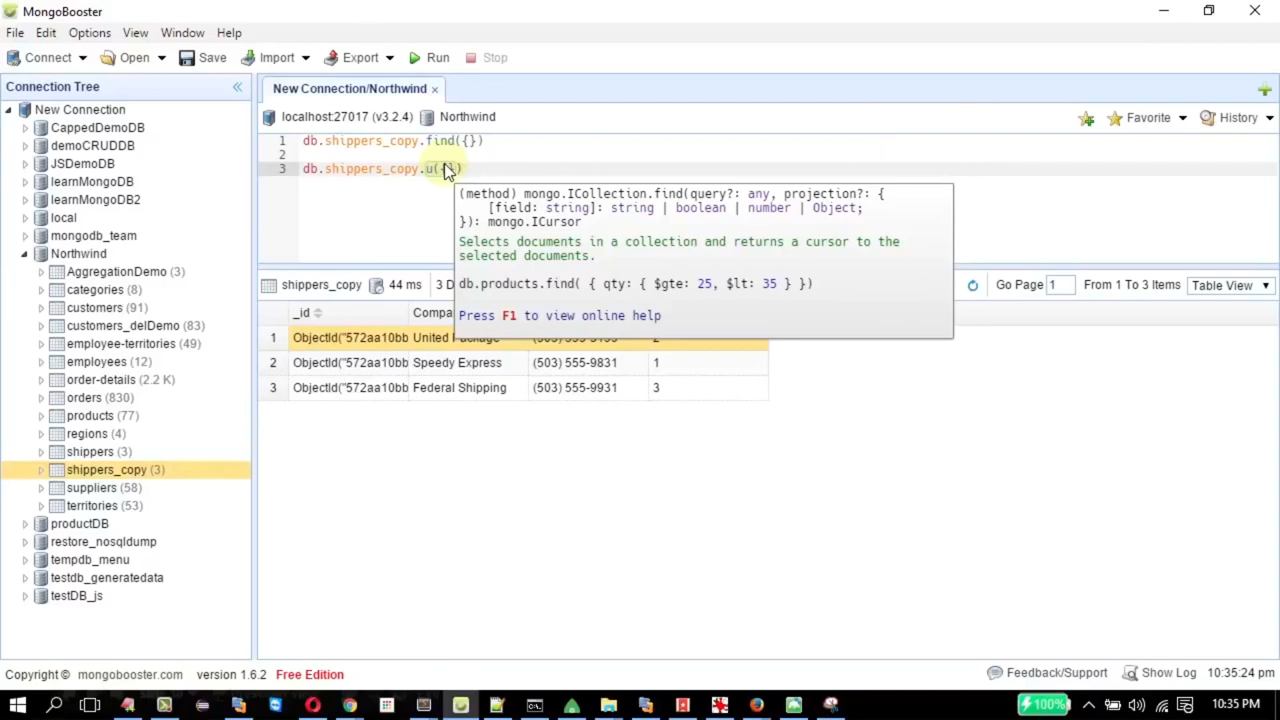 MongoBooster
File Edit Options View Window Help
Connect Open Save Import Export Run Stop
Connection Tree
New Connection
CappedDemoDB
demoCRUDDB
JSDemoDB
learnMongoDB
learnMongoDB2
local
mongodb_team
Northwind
AggregationDemo (3)
categories (8)
customers (91)
customers_delDemo (83)
employee-territories (49)
employees (12)
order-details (2.2 K)
orders (830)
products (77)
regions (4)
shippers (3)
shippers_copy (3)
suppliers (58)
territories (53)
productDB
restore_nosqldump
tempdb_menu
testdb_generatedata
testDB_js
New Connection/Northwind ×
localhost:27017 (v3.2.4) Northwind
Favorite History
1 db.shippers_copy.find({})
2
3 db.shippers_copy.u({})
(method) mongo.ICollection.find(query?: any, projection?: {
[field: string]: string | boolean | number | Object;
}): mongo.ICursor
Selects documents in a collection and returns a cursor to the
selected documents.
db.products.find( { qty: { $gte: 25, $lt: 35 } })
Press F1 to view online help
shippers_copy 44 ms 3 D
Go Page 1 From 1 To 3 Items Table View
_id Compa
1 ObjectId("572aa10bb United Package 2
2 ObjectId("572aa10bb Speedy Express (503) 555-9831 1
3 ObjectId("572aa10bb Federal Shipping (503) 555-9931 3
Copyright © mongobooster.com version 1.6.2 Free Edition
Feedback/Support Show Log 10:35:24 pm
100% 10:35 PM